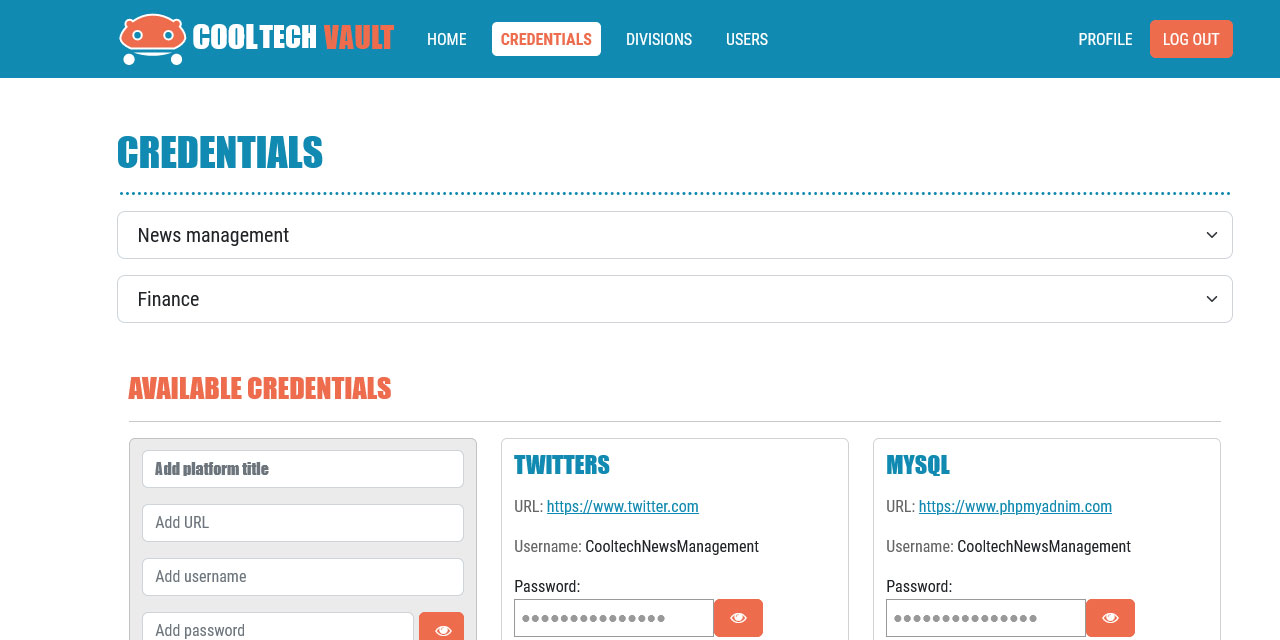 COOLTECH VAULT HOME CREDENTIALS DIVISIONS USERS PROFILE LOG OUT
CREDENTIALS
News management
Finance
AVAILABLE CREDENTIALS
Add platform title
Add URL
Add username
Add password
TWITTERS
URL: https://www.twitter.com
Username: CooltechNewsManagement
Password:
MYSQL
URL: https://www.phpmyadnim.com
Username: CooltechNewsManagement
Password: